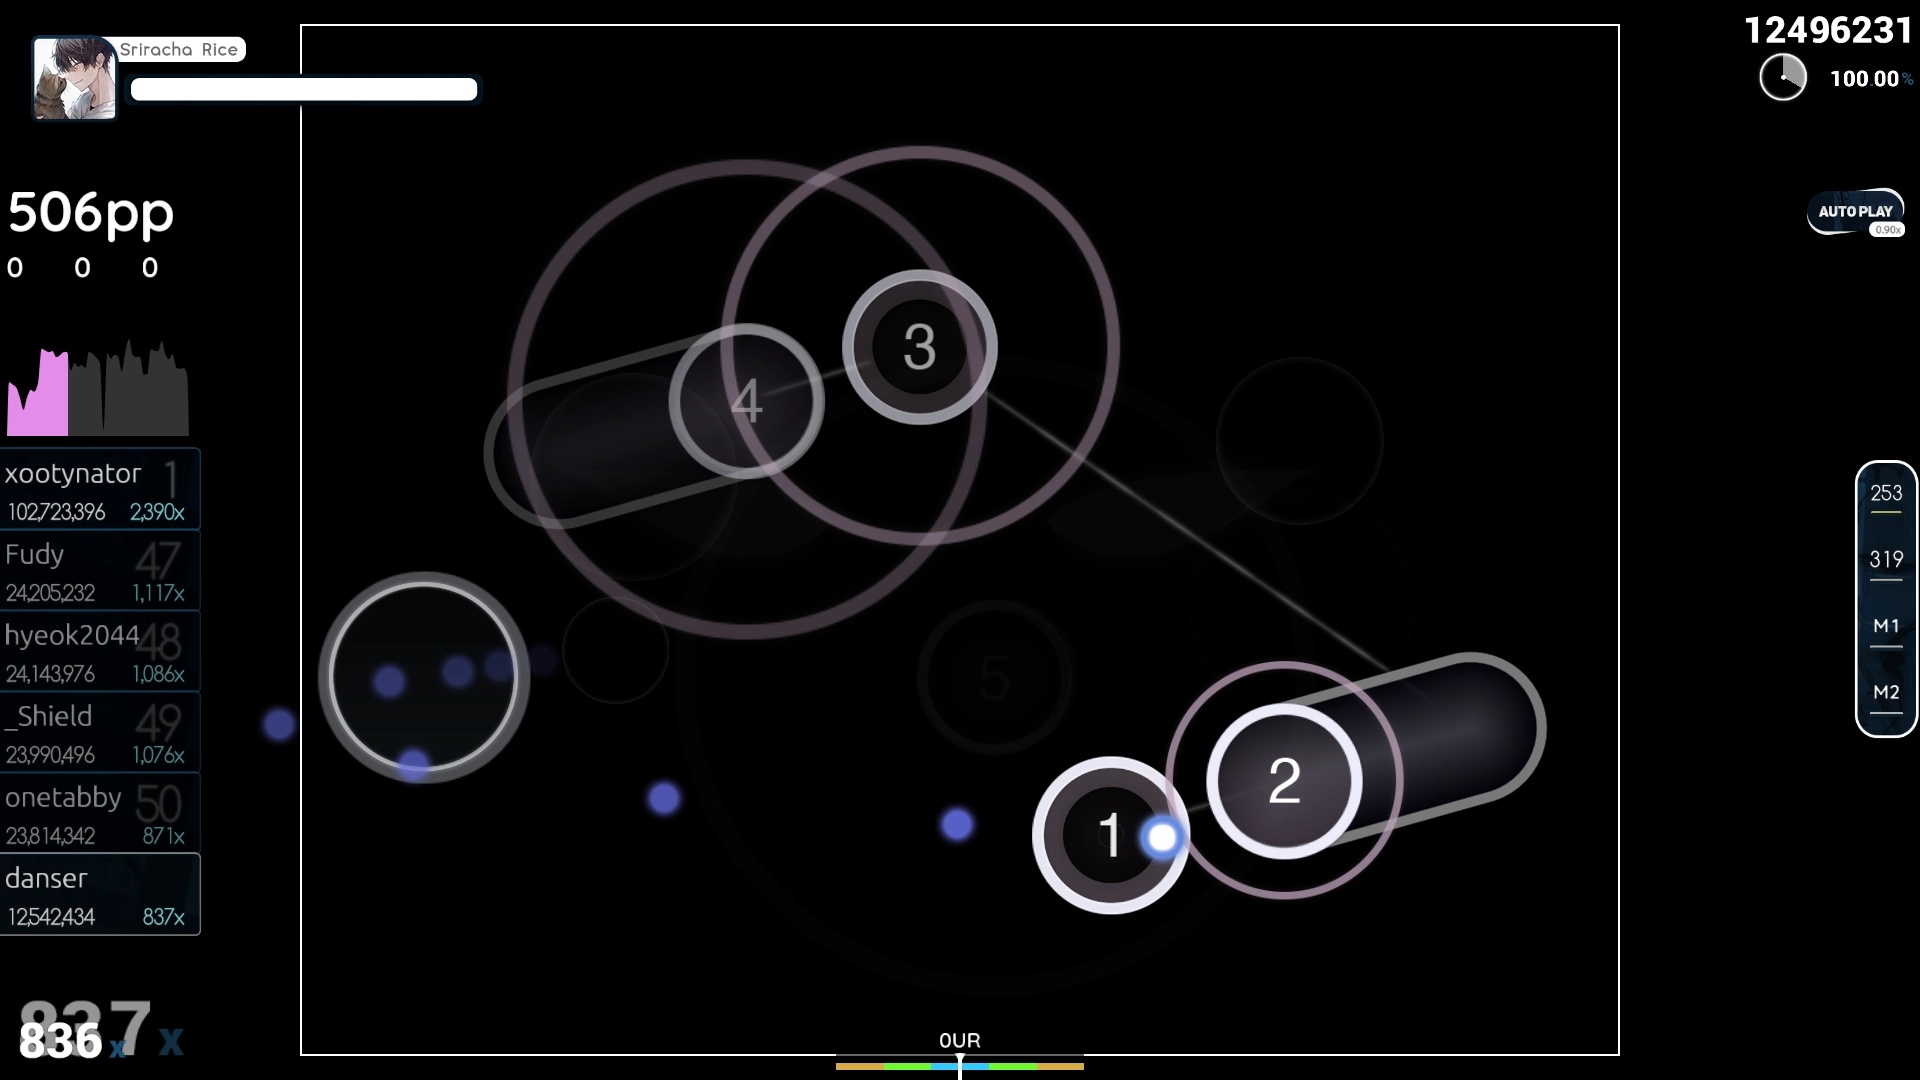 Sriracha Rice
12496231
100.00%
506pp
0 0 0
AUTO PLAY
0.90x
xootynator 1
102,723,396 2,390x
Fudy 47
24,205,232 1,117x
hyeok2044 48
24,143,976 1,086x
_Shield 49
23,990,496 1,076x
onetabby 50
23,814,342 871x
danser
12,542,434 837x
3
4
5
2
1
253
319
M1
M2
837x
836x
0UR